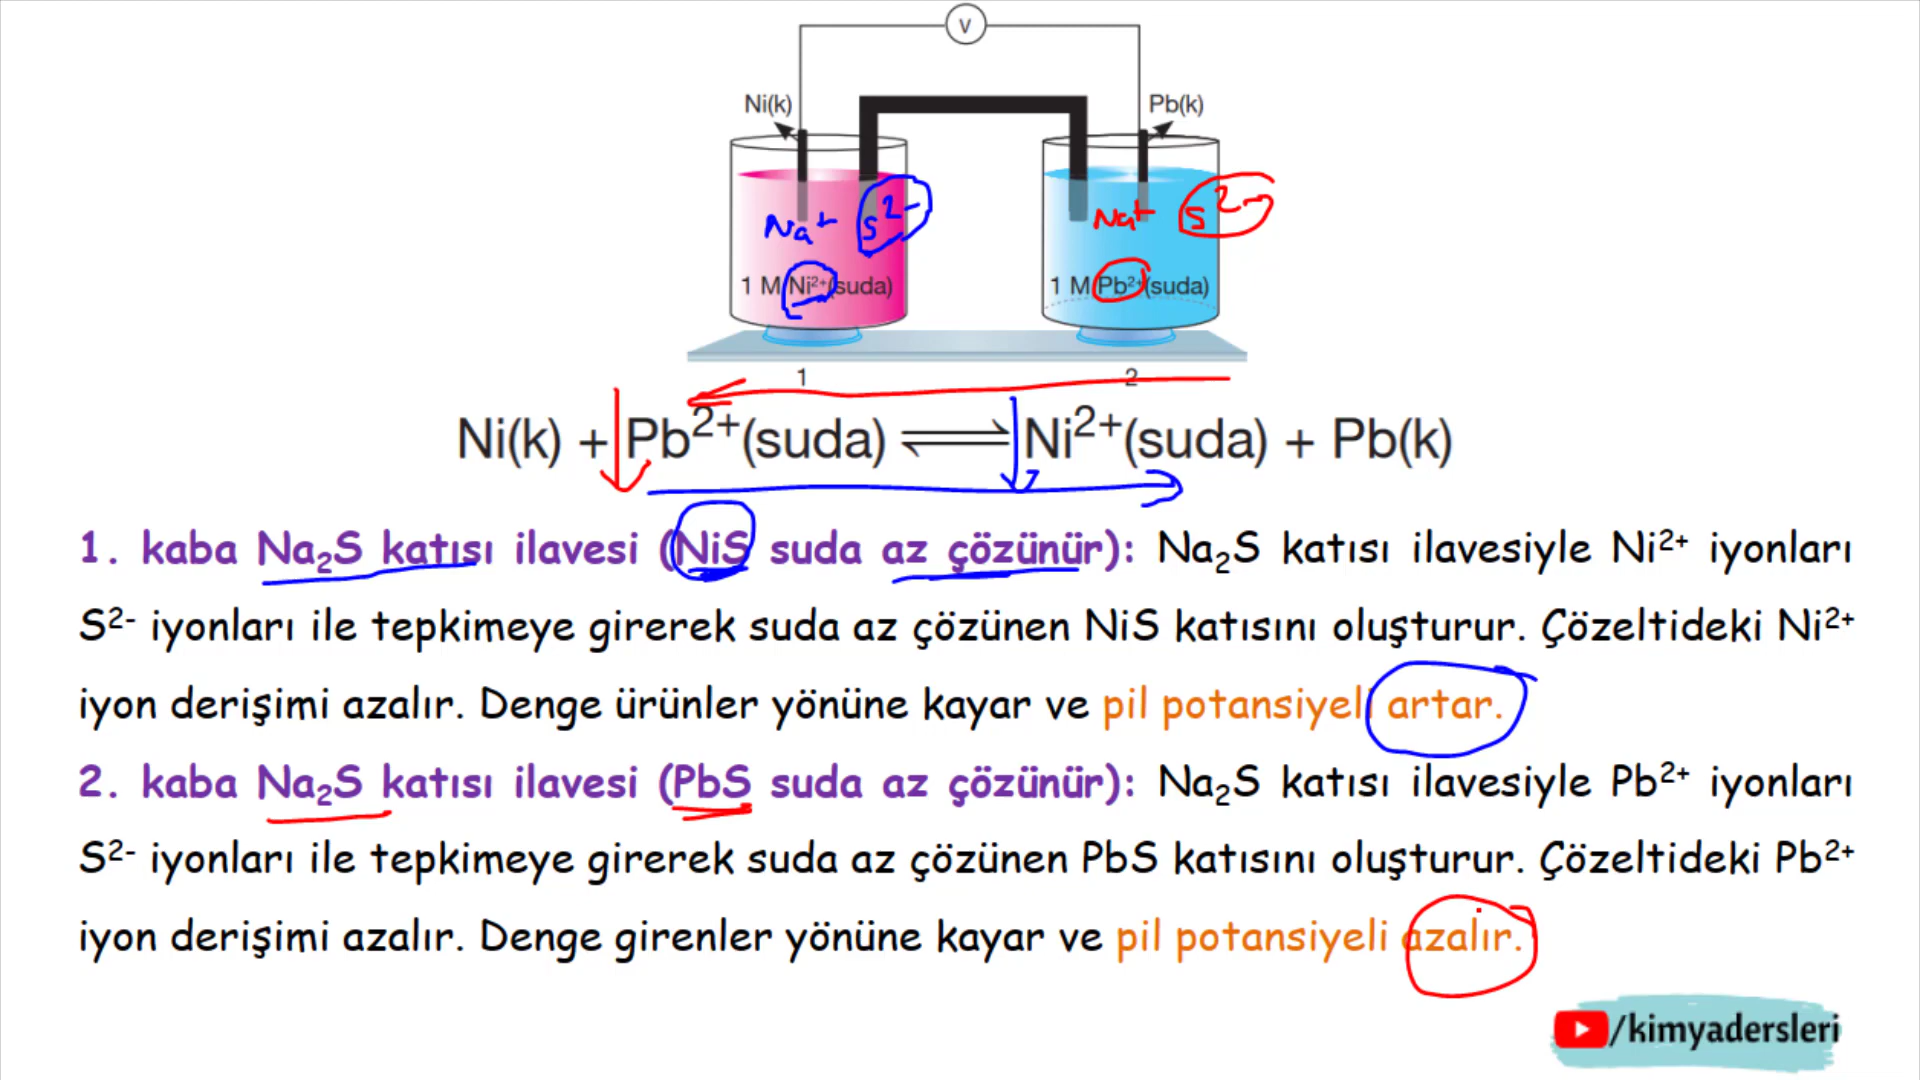 V
Ni(k) Pb(k)
Na+ S2- Na+ S2-
1 M Ni²⁺(suda) 1 M Pb²⁺(suda)
1 2
Ni(k) + Pb²⁺(suda) ⇌ Ni²⁺(suda) + Pb(k)
1. kaba Na₂S katısı ilavesi (NiS suda az çözünür): Na₂S katısı ilavesiyle Ni²⁺ iyonları
S²⁻ iyonları ile tepkimeye girerek suda az çözünen NiS katısını oluşturur. Çözeltideki Ni²⁺
iyon derişimi azalır. Denge ürünler yönüne kayar ve pil potansiyeli artar.
2. kaba Na₂S katısı ilavesi (PbS suda az çözünür): Na₂S katısı ilavesiyle Pb²⁺ iyonları
S²⁻ iyonları ile tepkimeye girerek suda az çözünen PbS katısını oluşturur. Çözeltideki Pb²⁺
iyon derişimi azalır. Denge girenler yönüne kayar ve pil potansiyeli azalır.
/kimyadersleri